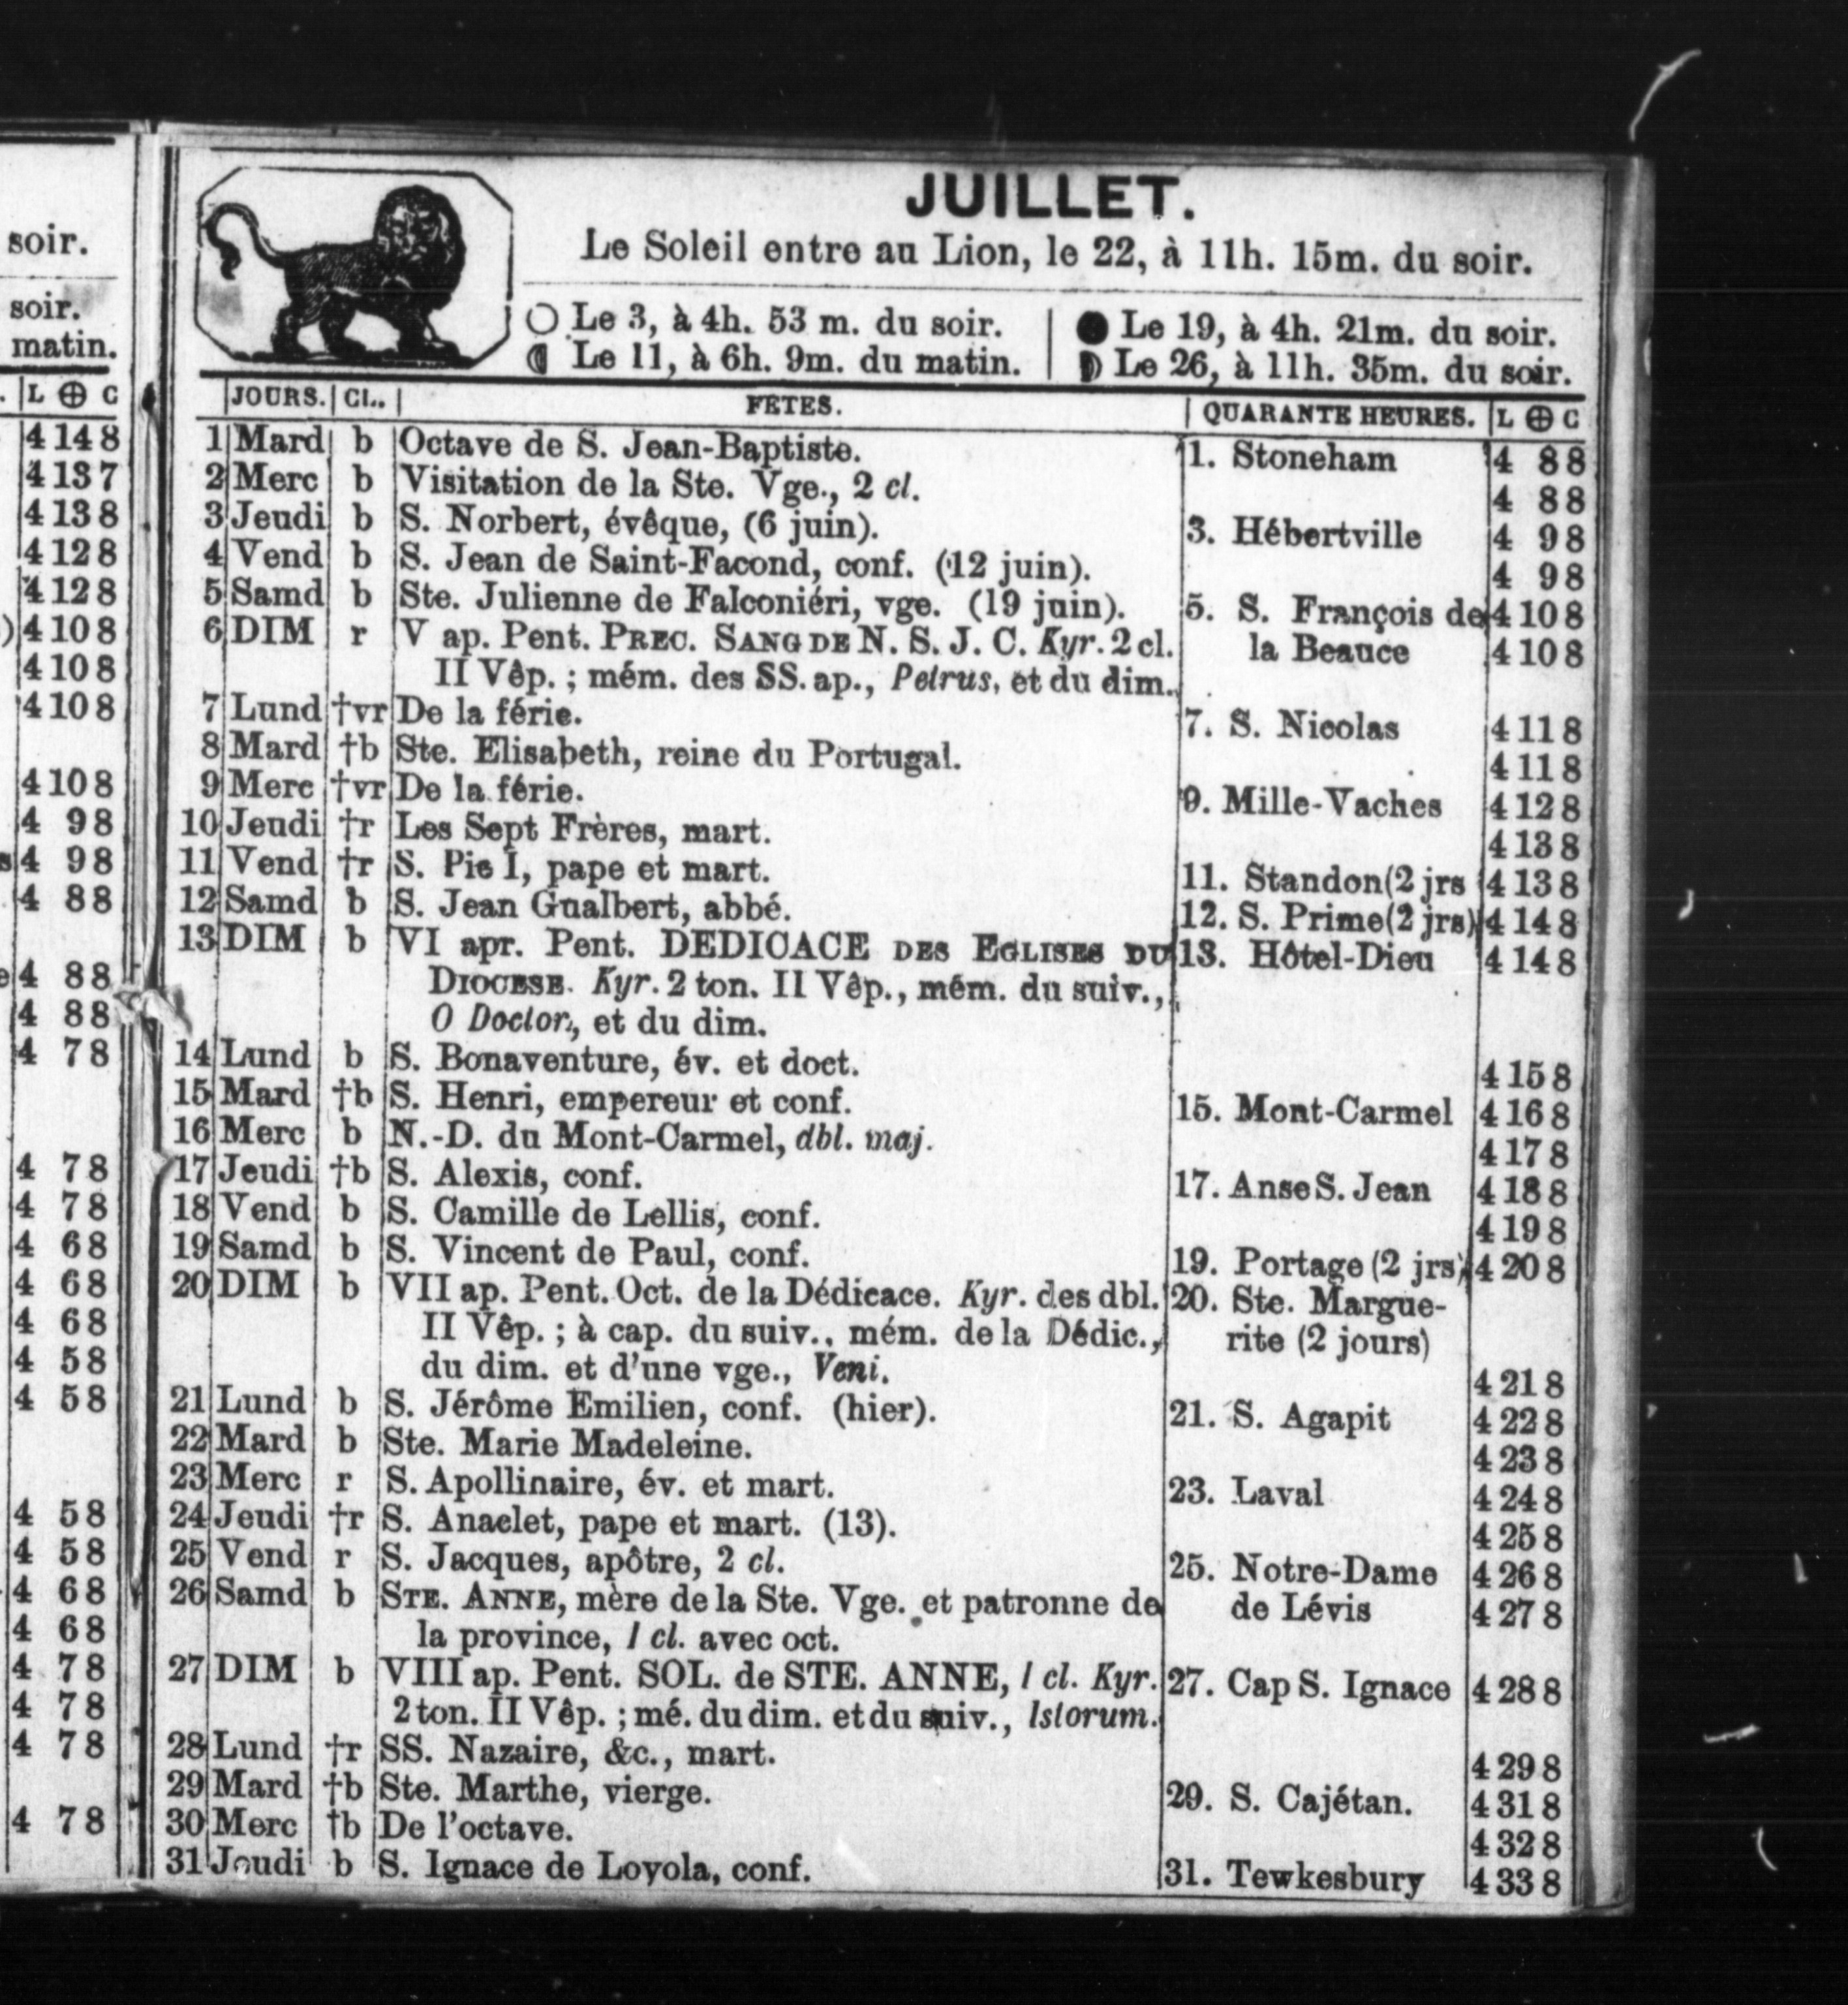 soir.
soir.
matin.
L ⊕ C
4 14 8
4 13 7
4 13 8
4 12 8
4 12 8
) 4 10 8
4 10 8
4 10 8
4 10 8
4 9 8
s 4 9 8
4 8 8
e 4 8 8
4 8 8
4 7 8
4 7 8
4 7 8
4 6 8
4 6 8
4 6 8
4 5 8
4 5 8
4 5 8
4 5 8
4 6 8
4 6 8
4 7 8
4 7 8
4 7 8
4 7 8
JUILLET.
Le Soleil entre au Lion, le 22, à 11h. 15m. du soir.
Le 3, à 4h. 53 m. du soir. | Le 19, à 4h. 21m. du soir.
Le 11, à 6h. 9m. du matin. | Le 26, à 11h. 35m. du soir.
JOURS. | CL. | FETES. | QUARANTE HEURES. | L ⊕ C
1 Mard b Octave de S. Jean-Baptiste. 1. Stoneham 4 8 8
2 Merc b Visitation de la Ste. Vge., 2 cl. 4 8 8
3 Jeudi b S. Norbert, évêque, (6 juin). 3. Hébertville 4 9 8
4 Vend b S. Jean de Saint-Facond, conf. (12 juin). 4 9 8
5 Samd b Ste. Julienne de Falconiéri, vge. (19 juin). 5. S. François de 4 10 8
6 DIM r V ap. Pent. PREC. SANG DE N. S. J. C. Kyr. 2 cl. la Beauce 4 10 8
II Vêp. ; mém. des SS. ap., Petrus, et du dim.
7 Lund †vr De la férie. 7. S. Nicolas 4 11 8
8 Mard †b Ste. Elisabeth, reine du Portugal. 4 11 8
9 Merc †vr De la férie. 9. Mille-Vaches 4 12 8
10 Jeudi †r Les Sept Frères, mart. 4 13 8
11 Vend †r S. Pie I, pape et mart. 11. Standon (2 jrs 4 13 8
12 Samd b S. Jean Gualbert, abbé. 12. S. Prime (2 jrs) 4 14 8
13 DIM b VI apr. Pent. DEDICACE DES EGLISES DU 13. Hôtel-Dieu 4 14 8
DIOCESE. Kyr. 2 ton. II Vêp., mém. du suiv.,
O Doctor., et du dim.
14 Lund b S. Bonaventure, év. et doct. 4 15 8
15 Mard †b S. Henri, empereur et conf. 15. Mont-Carmel 4 16 8
16 Merc b N.-D. du Mont-Carmel, dbl. maj. 4 17 8
17 Jeudi †b S. Alexis, conf. 17. Anse S. Jean 4 18 8
18 Vend b S. Camille de Lellis, conf. 4 19 8
19 Samd b S. Vincent de Paul, conf. 19. Portage (2 jrs) 4 20 8
20 DIM b VII ap. Pent. Oct. de la Dédicace. Kyr. des dbl. 20. Ste. Margue-
II Vêp. ; à cap. du suiv., mém. de la Dédic., rite (2 jours)
du dim. et d'une vge., Veni. 4 21 8
21 Lund b S. Jérôme Emilien, conf. (hier). 21. S. Agapit 4 22 8
22 Mard b Ste. Marie Madeleine. 4 23 8
23 Merc r S. Apollinaire, év. et mart. 23. Laval 4 24 8
24 Jeudi †r S. Anaclet, pape et mart. (13). 4 25 8
25 Vend r S. Jacques, apôtre, 2 cl. 25. Notre-Dame 4 26 8
26 Samd b STE. ANNE, mère de la Ste. Vge. et patronne de de Lévis 4 27 8
la province, 1 cl. avec oct.
27 DIM b VIII ap. Pent. SOL. de STE. ANNE, 1 cl. Kyr. 27. Cap S. Ignace 4 28 8
2 ton. II Vêp. ; mé. du dim. et du suiv., Istorum.
28 Lund †r SS. Nazaire, &c., mart. 4 29 8
29 Mard †b Ste. Marthe, vierge. 29. S. Cajétan. 4 31 8
30 Merc †b De l'octave. 4 32 8
31 Jeudi b S. Ignace de Loyola, conf. 31. Tewkesbury 4 33 8